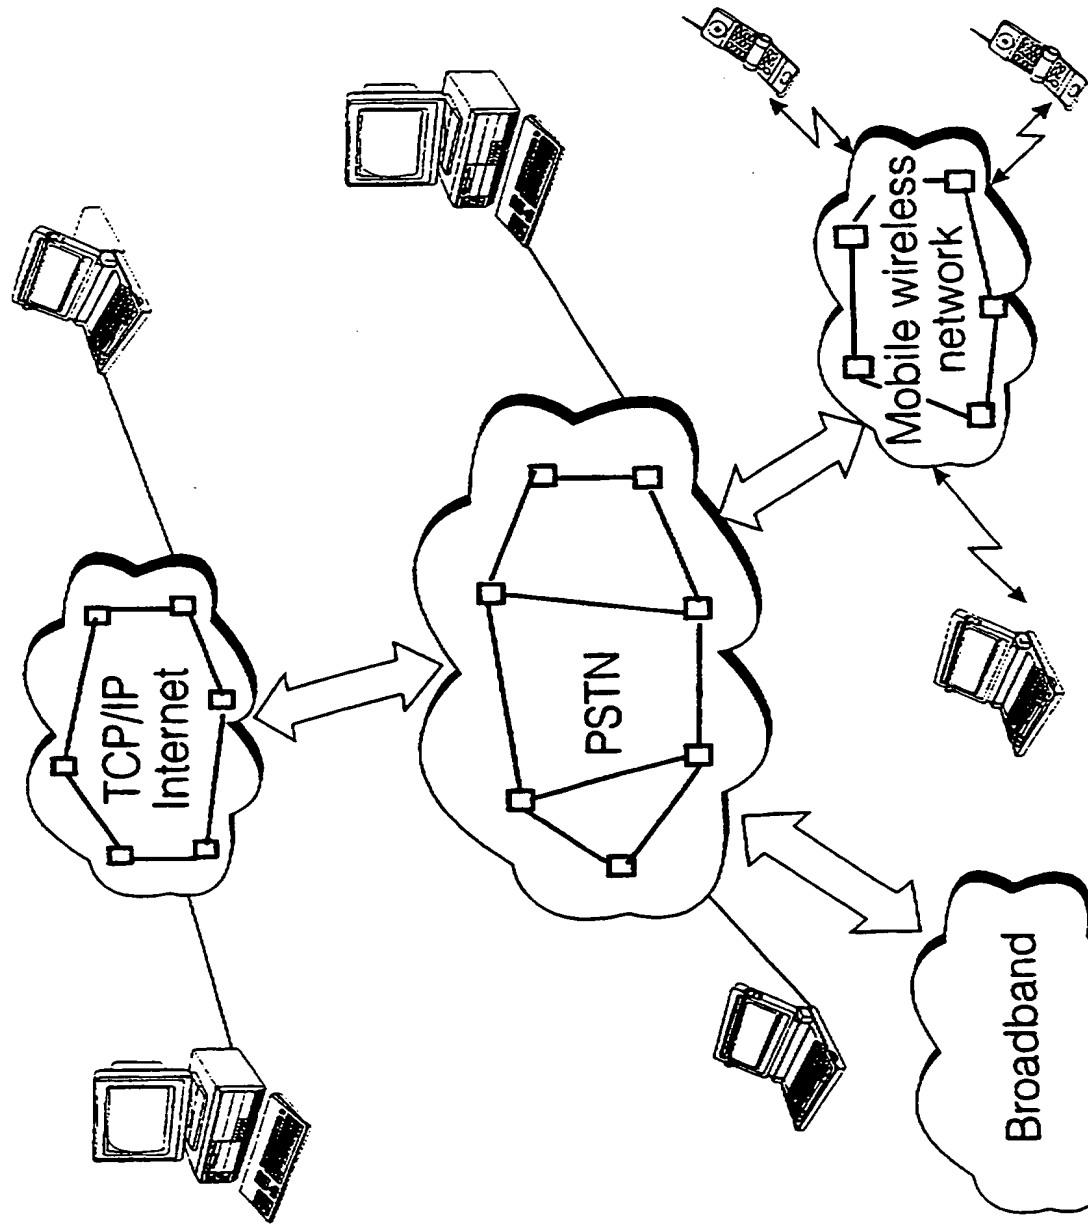 TCP/IP
Internet
PSTN
Mobile wireless
network
Broadband